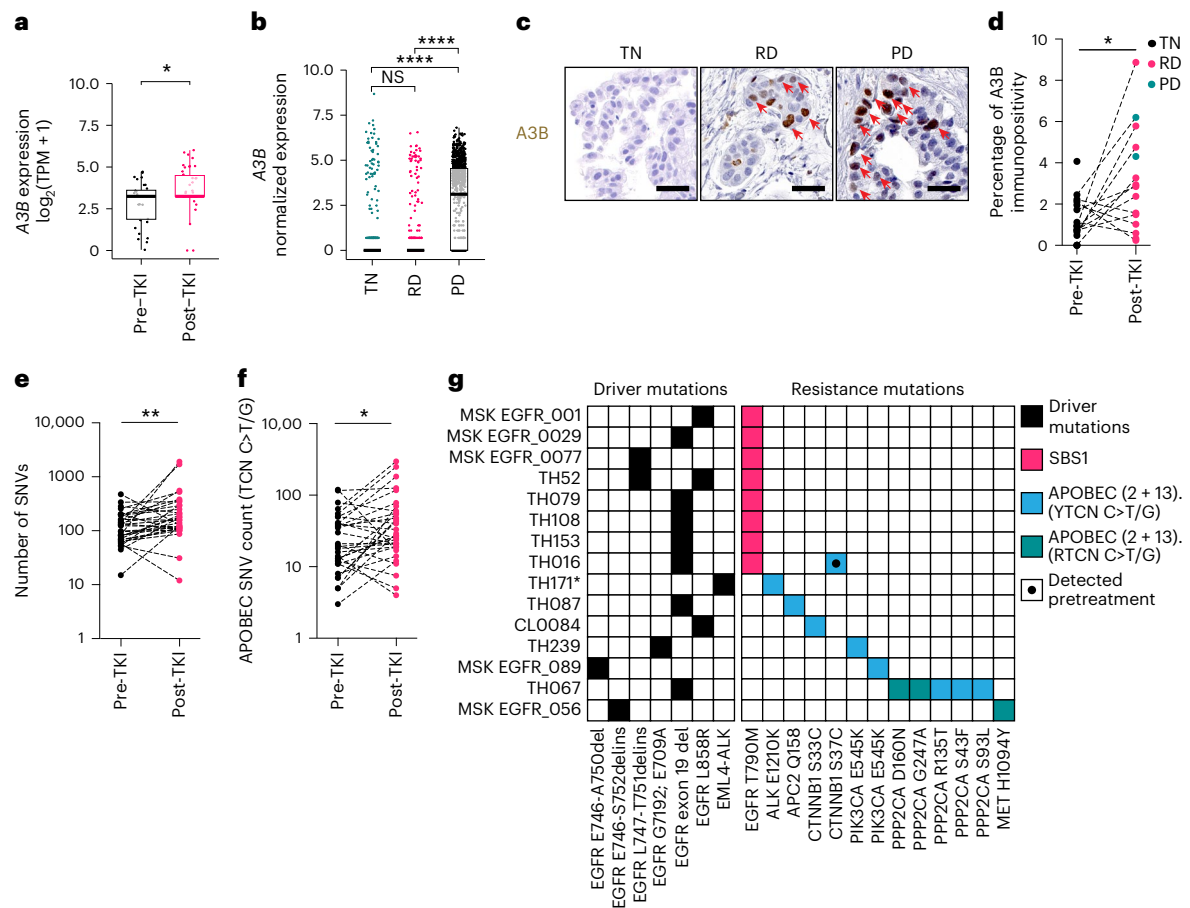 a
*
10.0
7.5
5.0
2.5
0
A3B expression
log2(TPM + 1)
Pre–TKI
Post–TKI
b
****
****
NS
10.0
7.5
5.0
2.5
0
A3B
normalized expression
TN
RD
PD
c
TN
RD
PD
A3B
d
*
10
8
6
4
2
0
Percentage of A3B
immunopositivity
Pre-TKI
Post-TKI
TN
RD
PD
e
**
10,000
1000
100
10
1
Number of SNVs
Pre-TKI
Post-TKI
f
*
10,00
100
10
1
APOBEC SNV count (TCN C>T/G)
Pre-TKI
Post-TKI
g
Driver mutations
Resistance mutations
MSK EGFR_001
MSK EGFR_0029
MSK EGFR_0077
TH52
TH079
TH108
TH153
TH016
TH171*
TH087
CL0084
TH239
MSK EGFR_089
TH067
MSK EGFR_056
EGFR E746-A750del
EGFR E746-S752delins
EGFR L747-T751delins
EGFR G7192; E709A
EGFR exon 19 del
EGFR L858R
EML4-ALK
EGFR T790M
ALK E1210K
APC2 Q158
CTNNB1 S33C
CTNNB1 S37C
PIK3CA E545K
PIK3CA E545K
PPP2CA D160N
PPP2CA G247A
PPP2CA R135T
PPP2CA S43F
PPP2CA S93L
MET H1094Y
Driver
mutations
SBS1
APOBEC (2 + 13).
(YTCN C>T/G)
APOBEC (2 + 13).
(RTCN C>T/G)
Detected
pretreatment